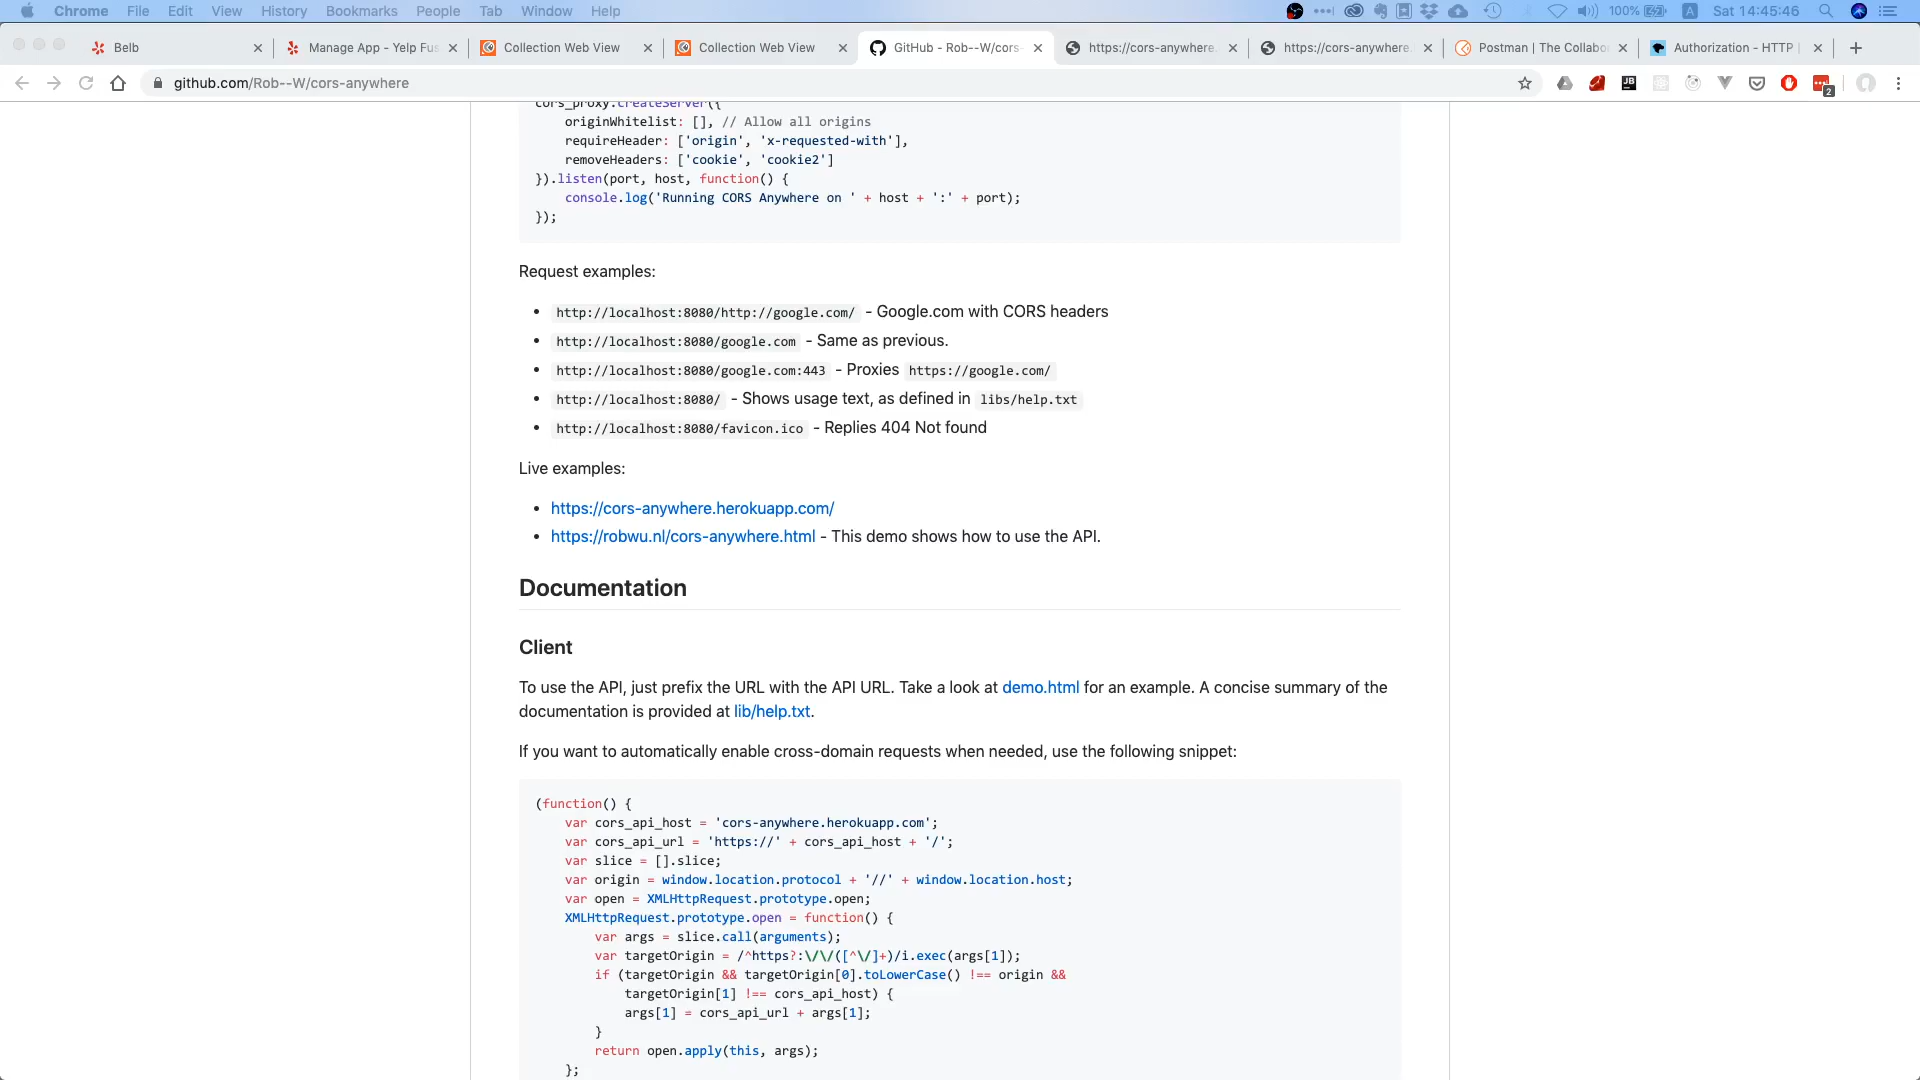 Chrome File Edit View History Bookmarks People Tab Window Help 100% A Sat 14:45:46
Belb Manage App - Yelp Fus Collection Web View Collection Web View GitHub - Rob--W/cors- https://cors-anywhere. https://cors-anywhere. Postman | The Collabo Authorization - HTTP |
github.com/Rob--W/cors-anywhere JB 2
cors_proxy.createServer({
originWhitelist: [], // Allow all origins
requireHeader: ['origin', 'x-requested-with'],
removeHeaders: ['cookie', 'cookie2']
}).listen(port, host, function() {
console.log('Running CORS Anywhere on ' + host + ':' + port);
});
Request examples:
• http://localhost:8080/http://google.com/ - Google.com with CORS headers
• http://localhost:8080/google.com - Same as previous.
• http://localhost:8080/google.com:443 - Proxies https://google.com/
• http://localhost:8080/ - Shows usage text, as defined in libs/help.txt
• http://localhost:8080/favicon.ico - Replies 404 Not found
Live examples:
• https://cors-anywhere.herokuapp.com/
• https://robwu.nl/cors-anywhere.html - This demo shows how to use the API.
Documentation
Client
To use the API, just prefix the URL with the API URL. Take a look at demo.html for an example. A concise summary of the
documentation is provided at lib/help.txt.
If you want to automatically enable cross-domain requests when needed, use the following snippet:
(function() {
var cors_api_host = 'cors-anywhere.herokuapp.com';
var cors_api_url = 'https://' + cors_api_host + '/';
var slice = [].slice;
var origin = window.location.protocol + '//' + window.location.host;
var open = XMLHttpRequest.prototype.open;
XMLHttpRequest.prototype.open = function() {
var args = slice.call(arguments);
var targetOrigin = /^https?:\/\/([^\/]+)/i.exec(args[1]);
if (targetOrigin && targetOrigin[0].toLowerCase() !== origin &&
targetOrigin[1] !== cors_api_host) {
args[1] = cors_api_url + args[1];
}
return open.apply(this, args);
};